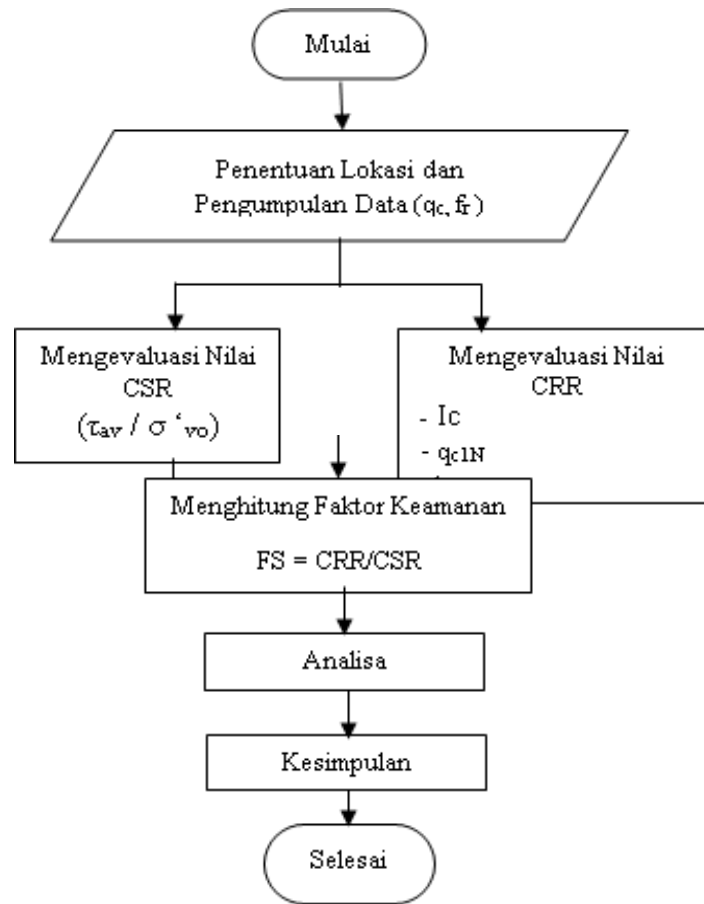 Mulai
Penentuan Lokasi dan
Pengumpulan Data (qc, fr)
Mengevaluasi Nilai
CSR
(τav / σ ‘vo)
Mengevaluasi Nilai
CRR
- Ic
- qc1N
Menghitung Faktor Keamanan
FS = CRR/CSR
Analisa
Kesimpulan
Selesai